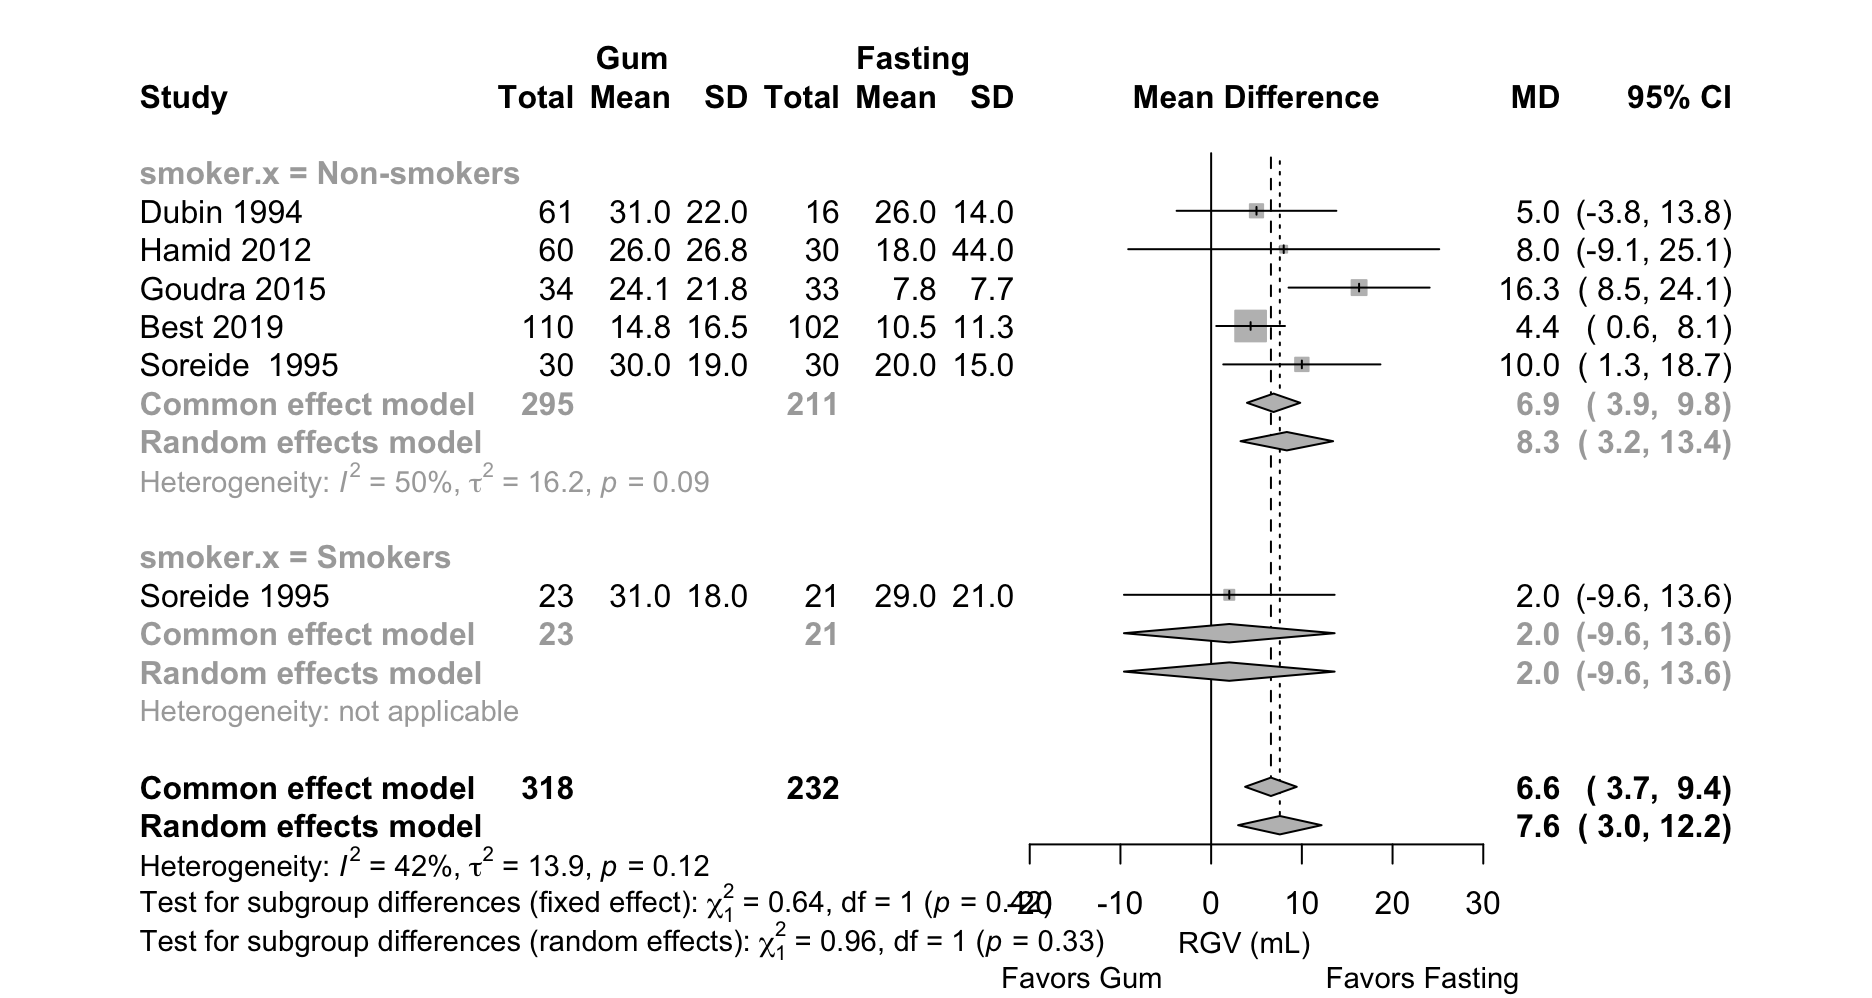 Gum Fasting
Study Total Mean SD Total Mean SD Mean Difference MD 95% CI
smoker.x = Non-smokers
Dubin 1994 61 31.0 22.0 16 26.0 14.0 5.0 (-3.8, 13.8)
Hamid 2012 60 26.0 26.8 30 18.0 44.0 8.0 (-9.1, 25.1)
Goudra 2015 34 24.1 21.8 33 7.8 7.7 16.3 ( 8.5, 24.1)
Best 2019 110 14.8 16.5 102 10.5 11.3 4.4 ( 0.6, 8.1)
Soreide  1995 30 30.0 19.0 30 20.0 15.0 10.0 ( 1.3, 18.7)
Common effect model 295 211 6.9 ( 3.9, 9.8)
Random effects model 8.3 ( 3.2, 13.4)
Heterogeneity: I² = 50%, τ² = 16.2, p = 0.09
smoker.x = Smokers
Soreide 1995 23 31.0 18.0 21 29.0 21.0 2.0 (-9.6, 13.6)
Common effect model 23 21 2.0 (-9.6, 13.6)
Random effects model 2.0 (-9.6, 13.6)
Heterogeneity: not applicable
Common effect model 318 232 6.6 ( 3.7, 9.4)
Random effects model 7.6 ( 3.0, 12.2)
Heterogeneity: I² = 42%, τ² = 13.9, p = 0.12
Test for subgroup differences (fixed effect): χ₁² = 0.64, df = 1 (p = 0.42) -20 -10 0 10 20 30
Test for subgroup differences (random effects): χ₁² = 0.96, df = 1 (p = 0.33) RGV (mL)
Favors Gum Favors Fasting